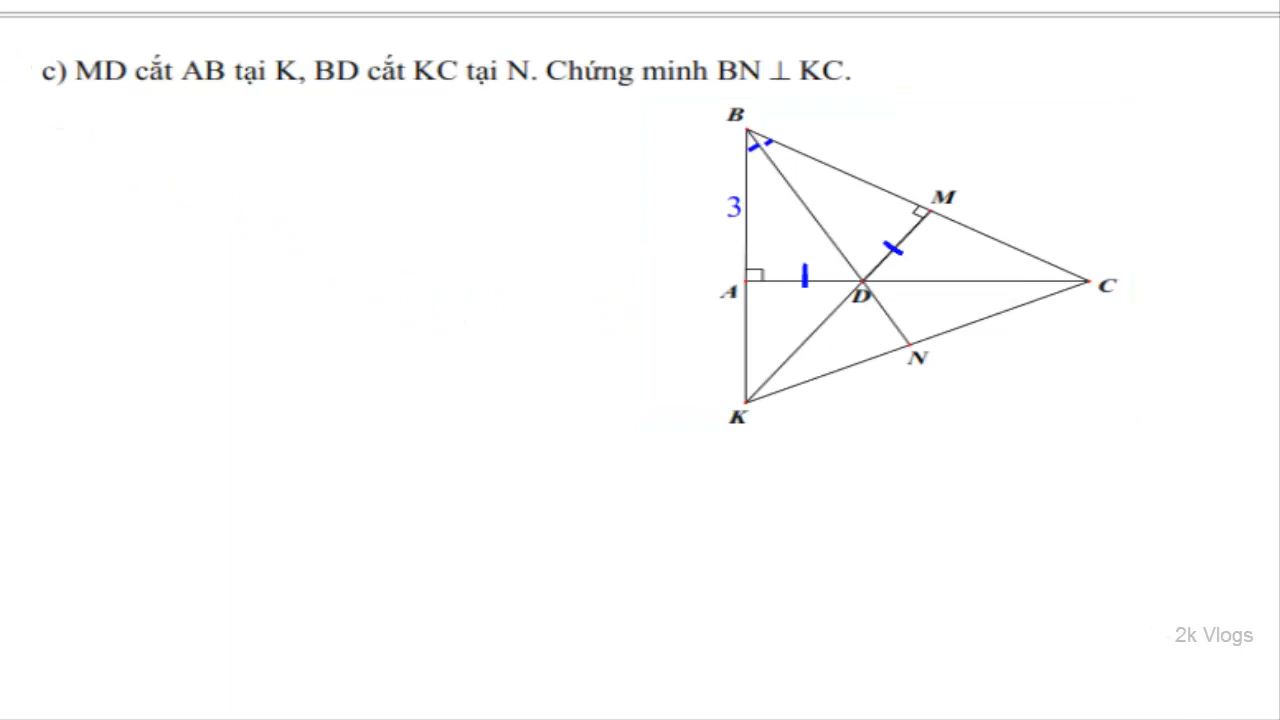 c) MD cắt AB tại K, BD cắt KC tại N. Chứng minh BN ⊥ KC.
B
M
3
A
D
C
N
K
2k Vlogs